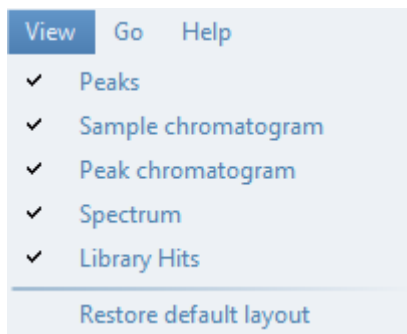 View Go Help
Peaks
Sample chromatogram
Peak chromatogram
Spectrum
Library Hits
Restore default layout